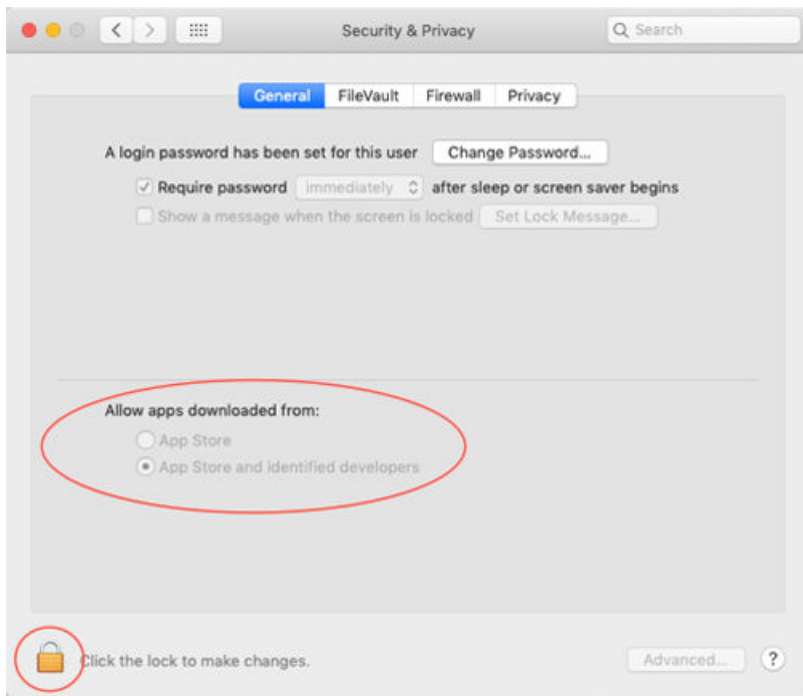 Security & Privacy
Search
General FileVault Firewall Privacy
A login password has been set for this user Change Password...
Require password immediately after sleep or screen saver begins
Show a message when the screen is locked Set Lock Message...
Allow apps downloaded from:
App Store
App Store and identified developers
Click the lock to make changes.
Advanced... ?